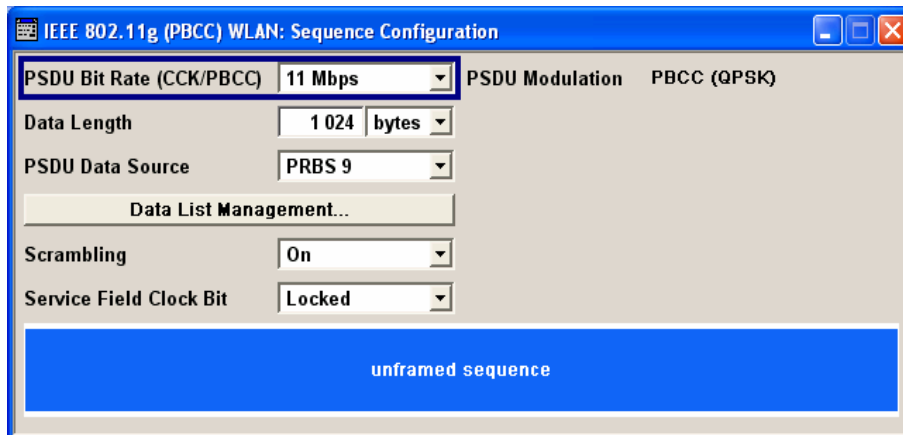 IEEE 802.11g (PBCC) WLAN: Sequence Configuration
PSDU Bit Rate (CCK/PBCC) 11 Mbps PSDU Modulation PBCC (QPSK)
Data Length 1 024 bytes
PSDU Data Source PRBS 9
Data List Management...
Scrambling On
Service Field Clock Bit Locked
unframed sequence